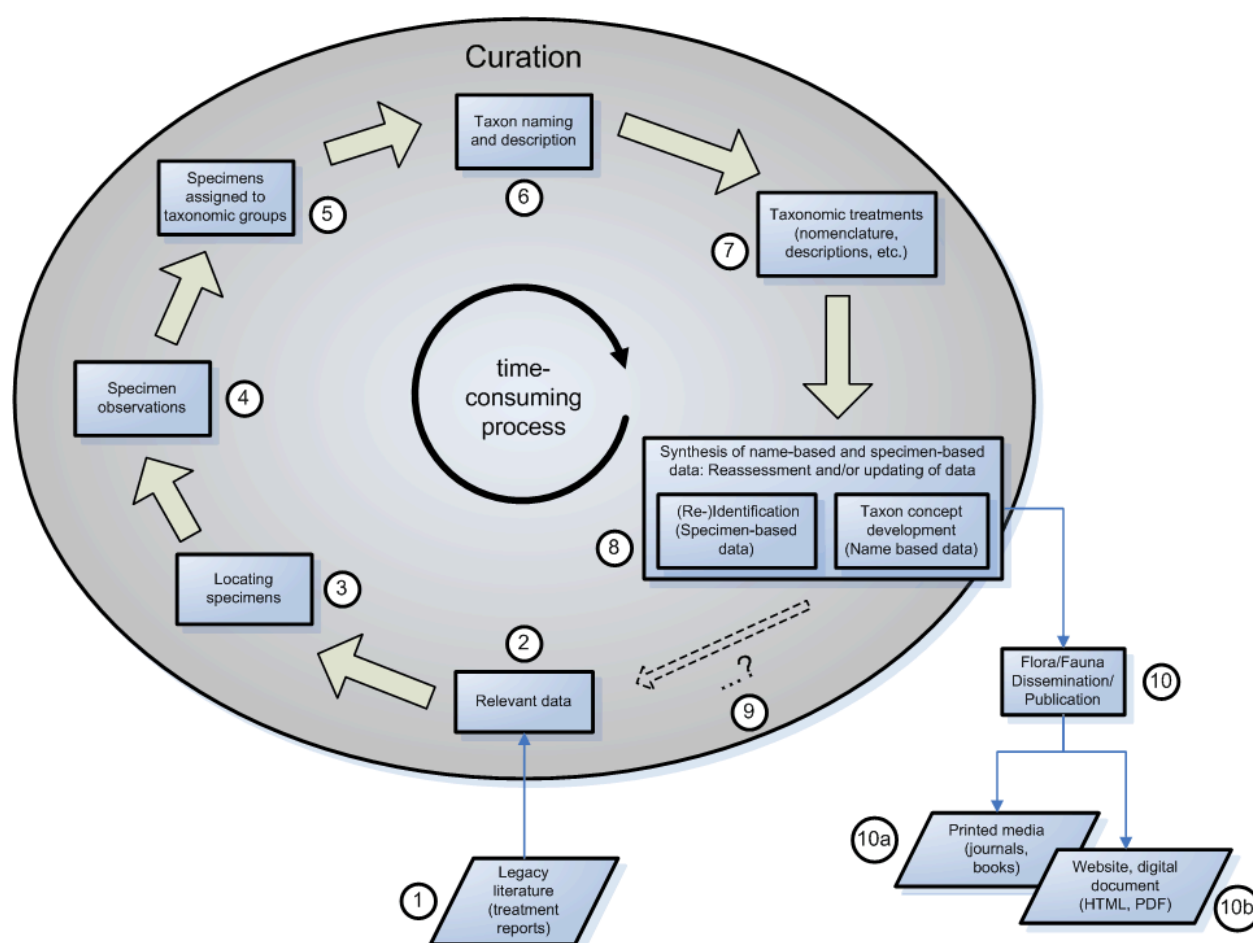 Curation
Taxon naming
and description
6
Specimens
assigned to
taxonomic groups
5
Taxonomic treatments
(nomenclature,
descriptions, etc.)
7
time-
consuming
process
Specimen
observations
4
Synthesis of name-based and specimen-based
data: Reassessment and/or updating of data
(Re-)Identification
(Specimen-based
data)
Taxon concept
development
(Name based data)
8
Locating
specimens
3
2
Relevant data
...?
9
Flora/Fauna
Dissemination/
Publication
10
10a
Printed media
(journals,
books)
Website, digital
document
(HTML, PDF)
10b
1
Legacy
literature
(treatment
reports)